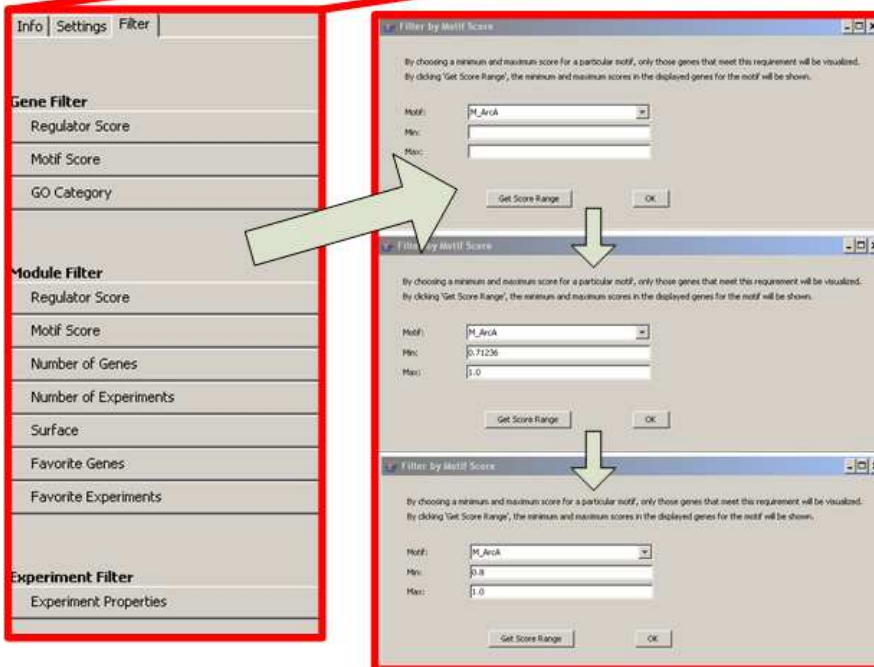 Info Settings Filter
Gene Filter
Regulator Score
Motif Score
GO Category
Module Filter
Regulator Score
Motif Score
Number of Genes
Number of Experiments
Surface
Favorite Genes
Favorite Experiments
Experiment Filter
Experiment Properties
Filter by Motif Score
By choosing a minimum and maximum score for a particular motif, only those genes that meet this requirement will be visualized.
By clicking 'Get Score Range', the minimum and maximum scores in the displayed genes for the motif will be shown.
Motif: M_ArcA
Min:
Max:
Get Score Range OK
Filter by Motif Score
By choosing a minimum and maximum score for a particular motif, only those genes that meet this requirement will be visualized.
By clicking 'Get Score Range', the minimum and maximum scores in the displayed genes for the motif will be shown.
Motif: M_ArcA
Min: 0.71236
Max: 1.0
Get Score Range OK
Filter by Motif Score
By choosing a minimum and maximum score for a particular motif, only those genes that meet this requirement will be visualized.
By clicking 'Get Score Range', the minimum and maximum scores in the displayed genes for the motif will be shown.
Motif: M_ArcA
Min: 0.8
Max: 1.0
Get Score Range OK